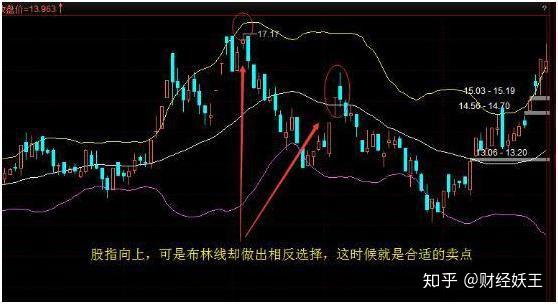 收盘价=13.963
?
17.17
15.03 - 15.19
14.56 - 14.70
13.06 - 13.20
股指向上，可是布林线却做出相反选择，这时候就是合适的卖点
知乎 @财经妖王